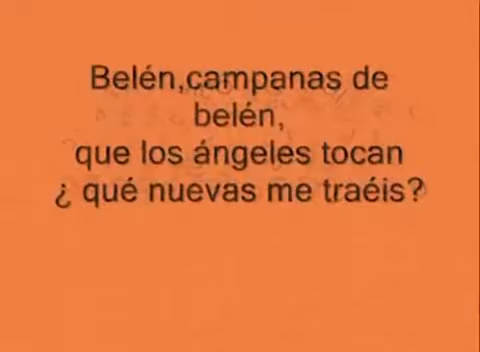 Belén,campanas de
belén,
que los ángeles tocan
¿ qué nuevas me traéis?